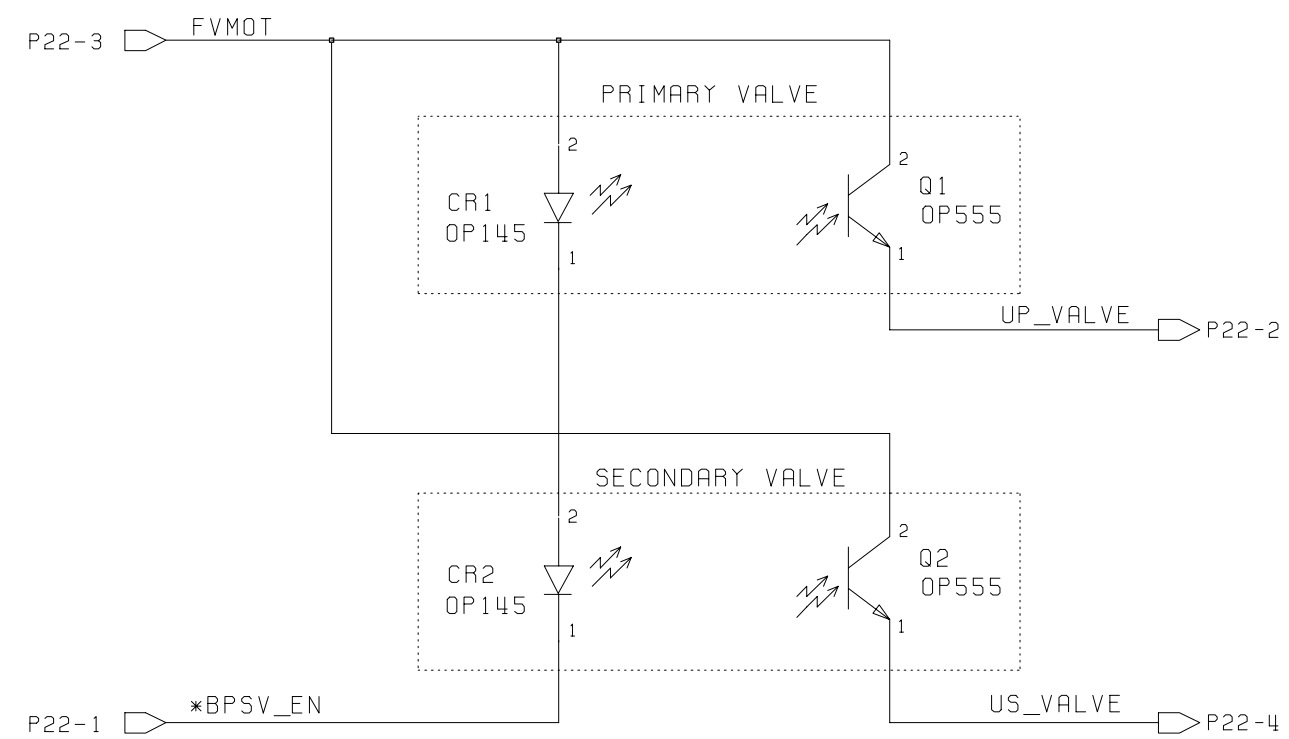 FVMOT
P22-3
PRIMARY VALVE
2
2
CR1
OP145
Q1
OP555
1
1
UP_VALVE
P22-2
SECONDARY VALVE
2
2
CR2
OP145
Q2
OP555
1
1
*BPSV_EN
P22-1
US_VALVE
P22-4